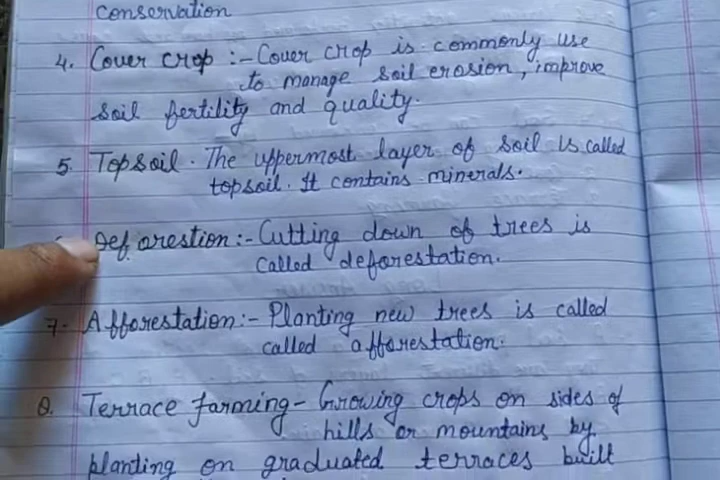 conservation
4. Cover crop :- Cover crop is commonly use
to manage soil erosion, improve
soil fertility and quality.
5. Topsoil. The uppermost layer of soil is called
topsoil. It contains minerals.
Deforestion :- Cutting down of trees is
called deforestation.
7- Afforestation :- Planting new trees is called
called afforestation.
8. Terrace farming - Growing crops on sides of
hills or mountains by
planting on graduated terraces built